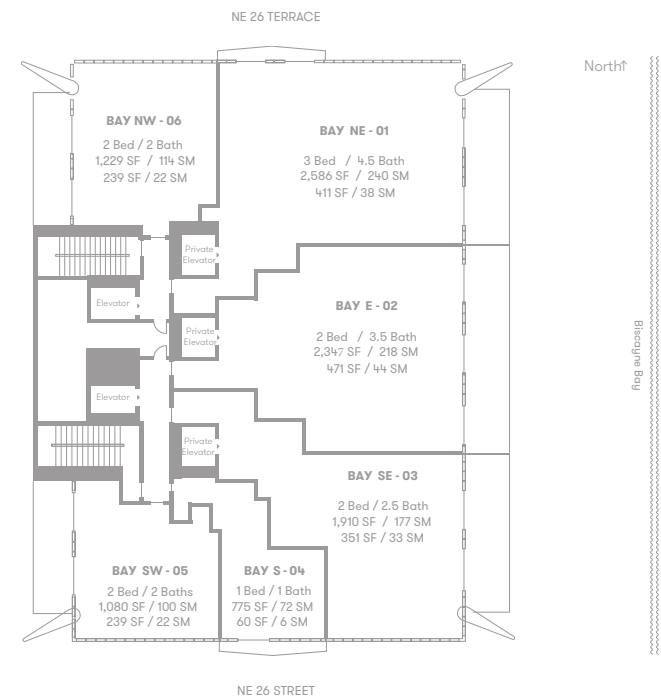 NE 26 TERRACE
North↑
BAY NW - 06
2 Bed / 2 Bath
1,229 SF / 114 SM
239 SF / 22 SM
BAY NE - 01
3 Bed / 4.5 Bath
2,586 SF / 240 SM
411 SF / 38 SM
Private
Elevator
Elevator
Private
Elevator
BAY E - 02
2 Bed / 3.5 Bath
2,347 SF / 218 SM
471 SF / 44 SM
Biscayne Bay
Elevator
Private
Elevator
BAY SE - 03
2 Bed / 2.5 Bath
1,910 SF / 177 SM
351 SF / 33 SM
BAY SW - 05
2 Bed / 2 Baths
1,080 SF / 100 SM
239 SF / 22 SM
BAY S - 04
1 Bed / 1 Bath
775 SF / 72 SM
60 SF / 6 SM
NE 26 STREET